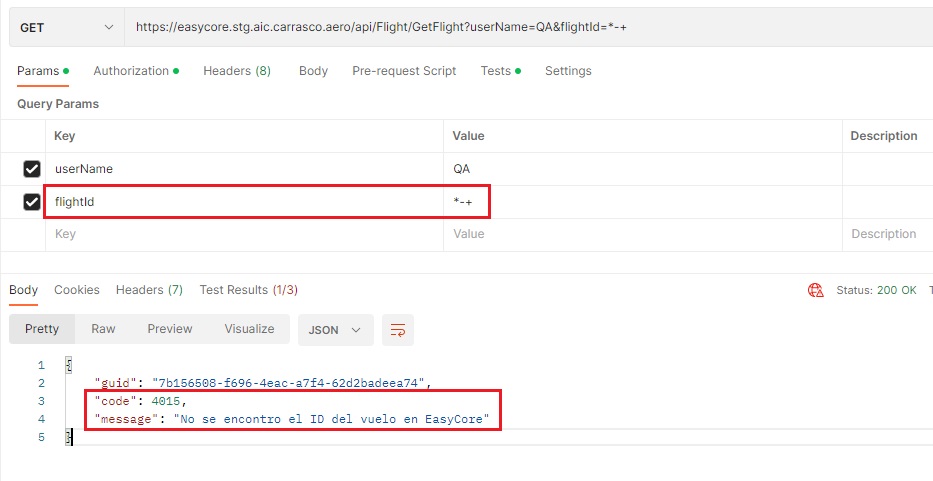 GET https://easycore.stg.aic.carrasco.aero/api/Flight/GetFlight?userName=QA&flightId=*-+
Params Authorization Headers (8) Body Pre-request Script Tests Settings
Query Params
Key Value Description
userName QA
flightId *-+
Key Value Description
Body Cookies Headers (7) Test Results (1/3) Status: 200 OK T
Pretty Raw Preview Visualize JSON
1 {
2 "guid": "7b156508-f696-4eac-a7f4-62d2badeea74",
3 "code": 4015,
4 "message": "No se encontro el ID del vuelo en EasyCore"
5 }